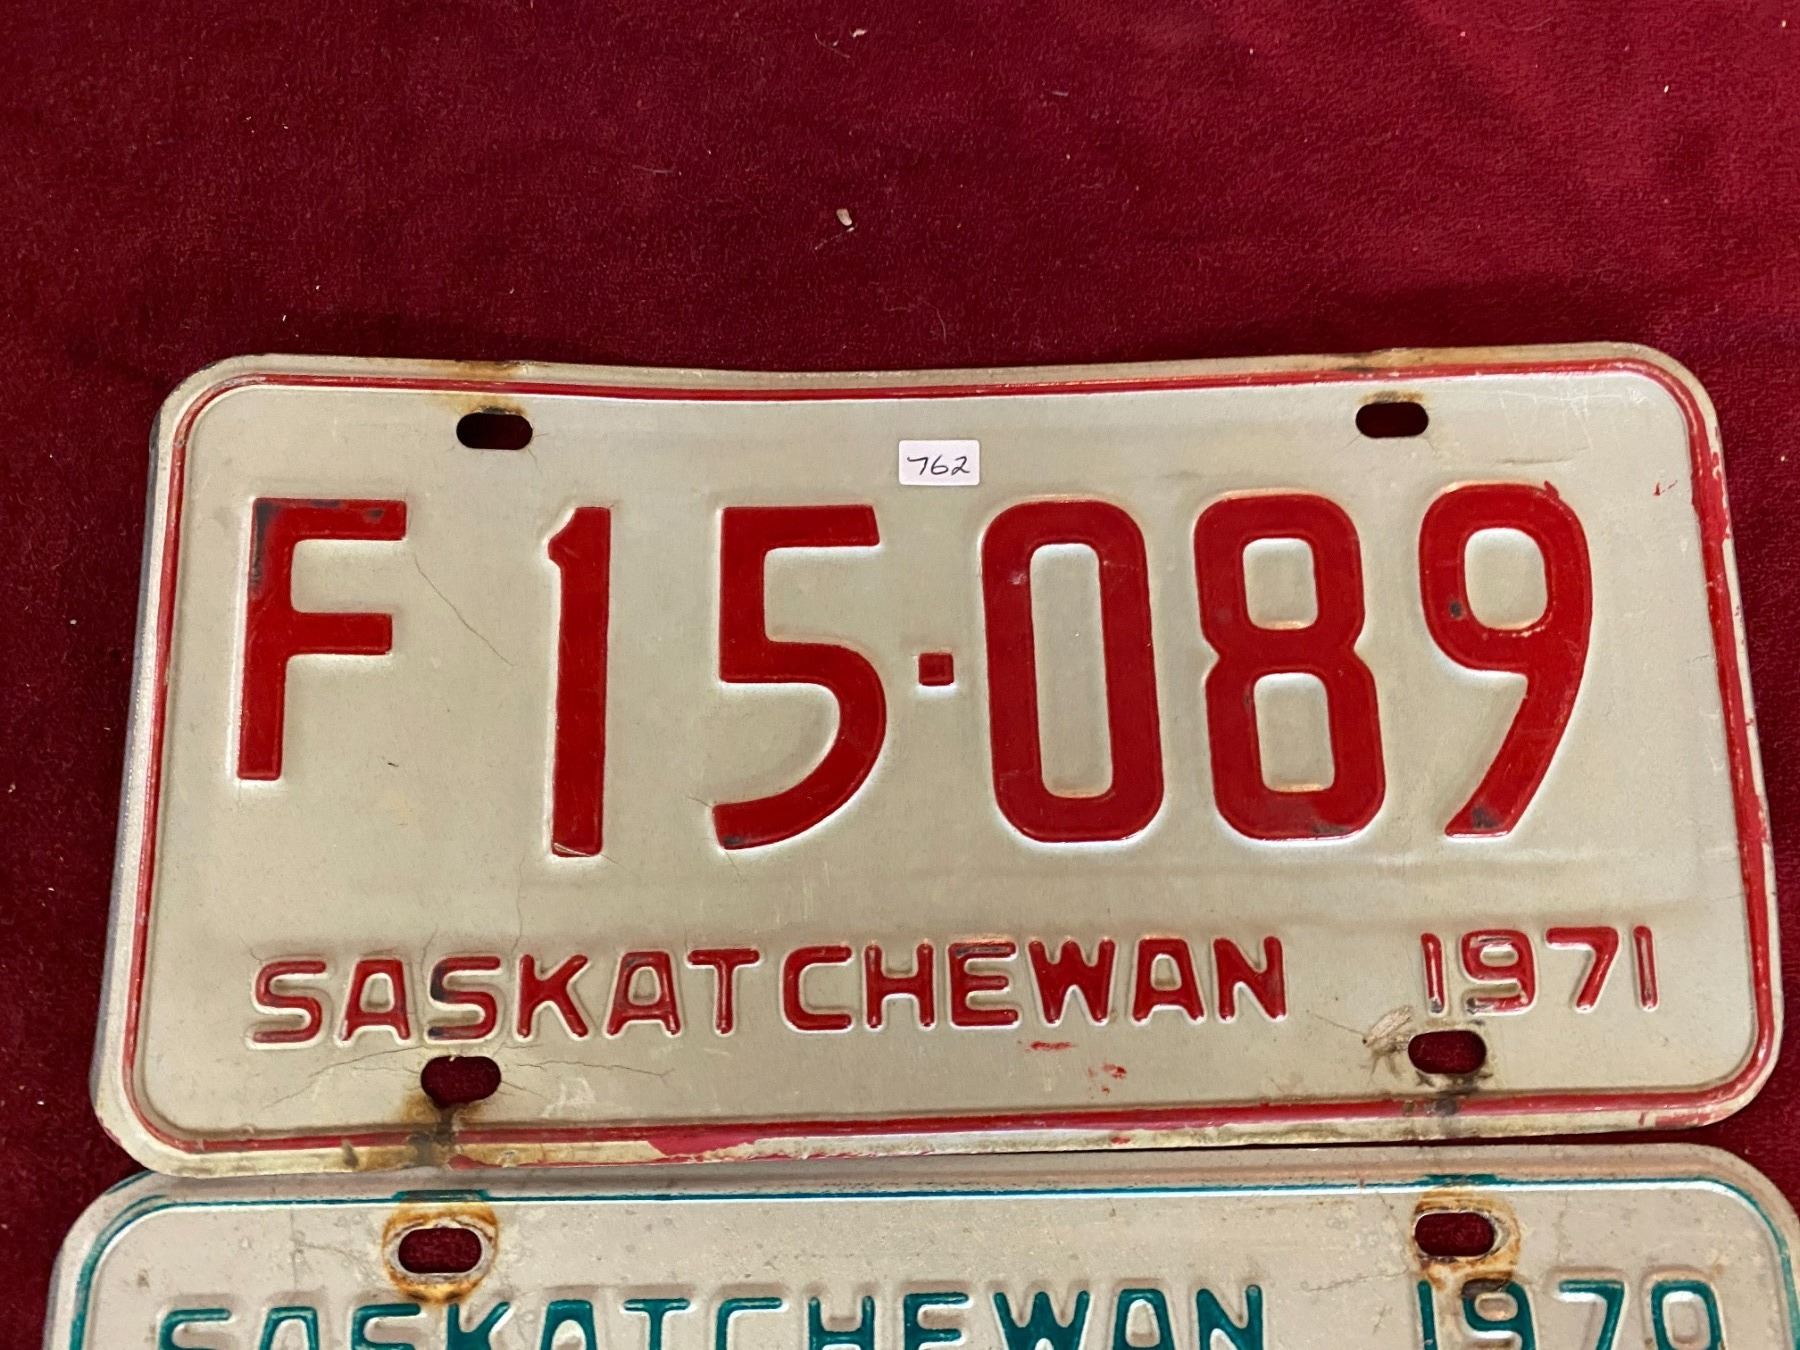 762
F 15-089
SASKATCHEWAN 1971
SASKATCHEWAN 1970